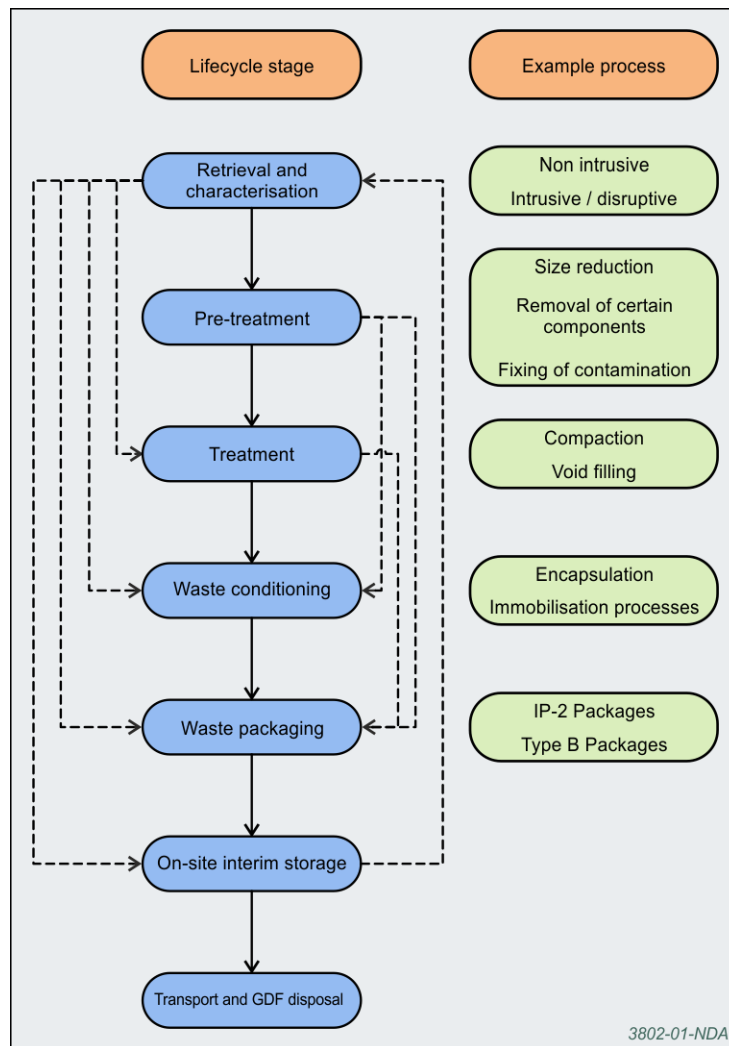 Lifecycle stage
Example process
Retrieval and
characterisation
Non intrusive
Intrusive / disruptive
Pre-treatment
Size reduction
Removal of certain
components
Fixing of contamination
Treatment
Compaction
Void filling
Waste conditioning
Encapsulation
Immobilisation processes
Waste packaging
IP-2 Packages
Type B Packages
On-site interim storage
Transport and GDF disposal
3802-01-NDA